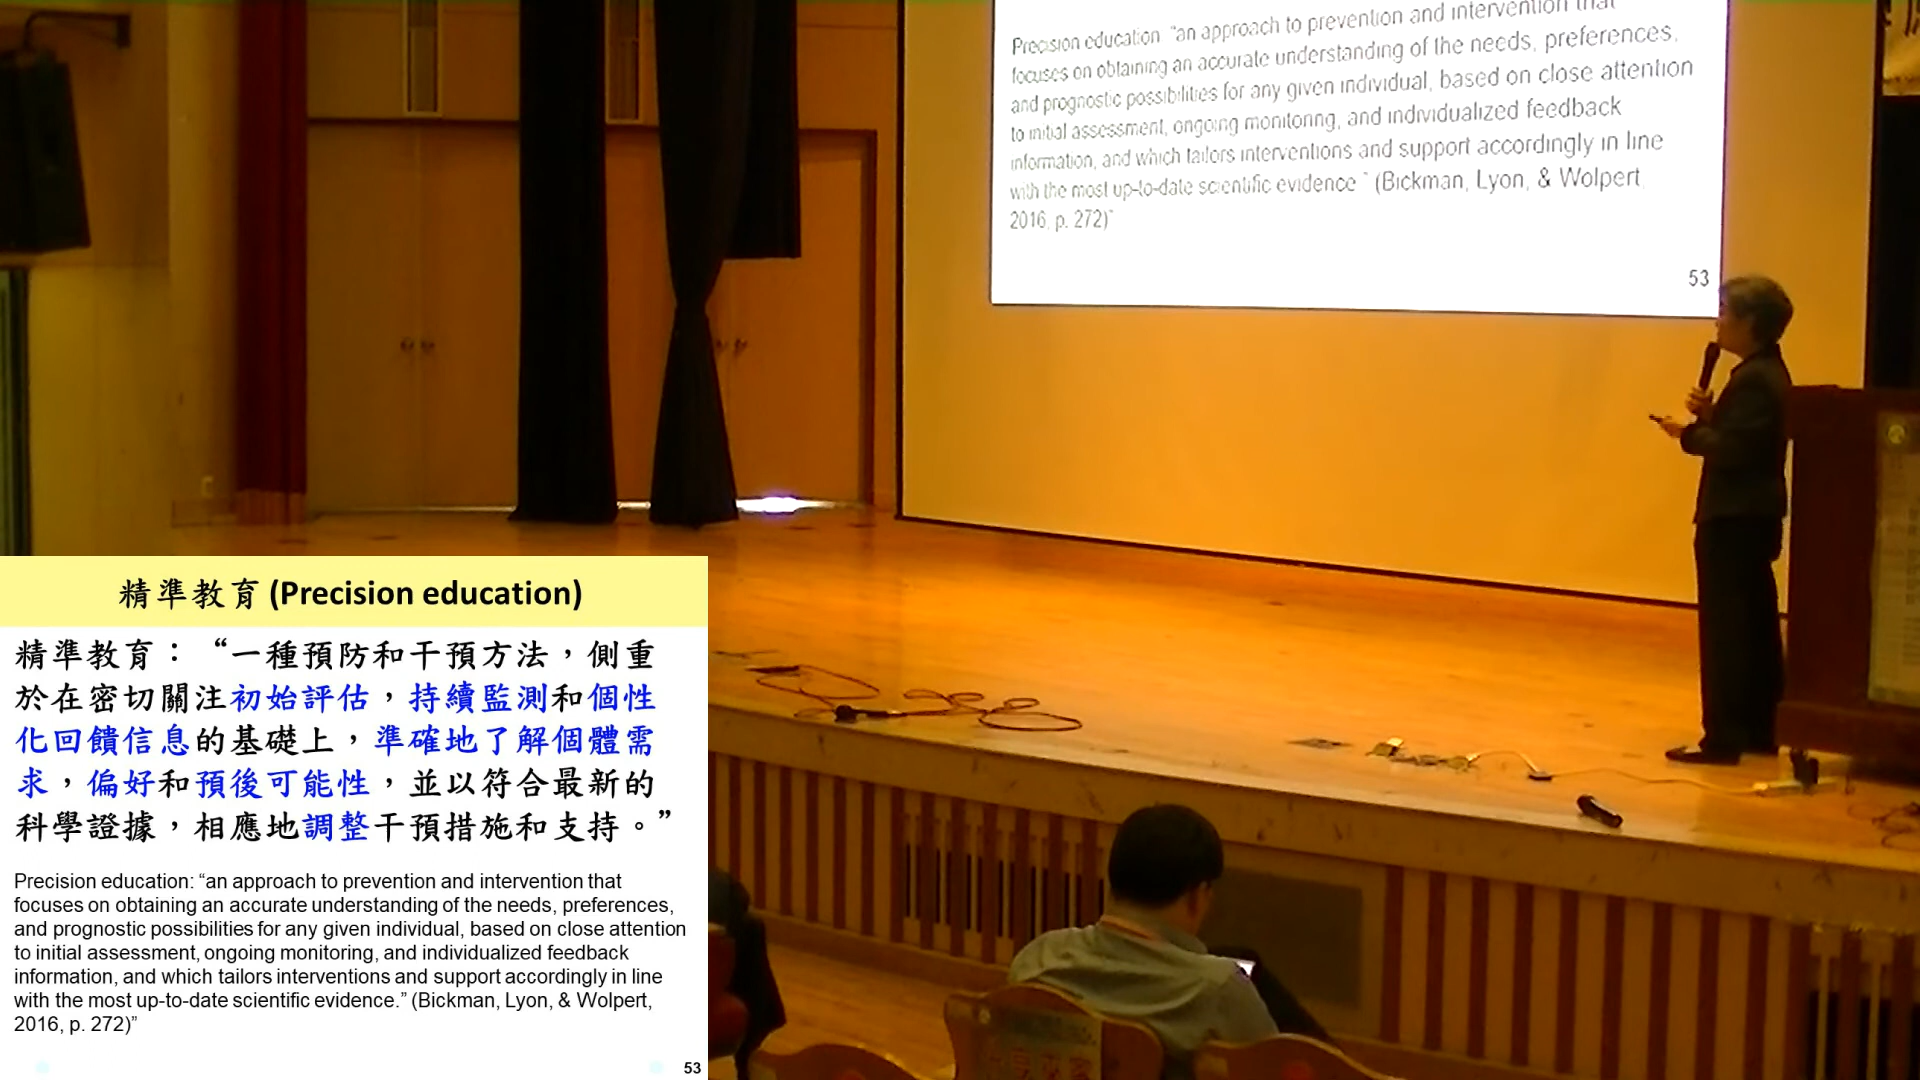 Precision education "an approach to prevention and intervention that
focuses on obtaining an accurate understanding of the needs, preferences,
and prognostic possibilities for any given individual, based on close attention
to initial assessment, ongoing monitoring, and individualized feedback
information, and which tailors interventions and support accordingly in line
with the most up-to-date scientific evidence " (Bickman, Lyon, & Wolpert,
2016, p. 272)"
53
精準教育 (Precision education)
精準教育：“一種預防和干預方法，側重
於在密切關注初始評估，持續監測和個性
化回饋信息的基礎上，準確地了解個體需
求，偏好和預後可能性，並以符合最新的
科學證據，相應地調整干預措施和支持。”
Precision education: “an approach to prevention and intervention that
focuses on obtaining an accurate understanding of the needs, preferences,
and prognostic possibilities for any given individual, based on close attention
to initial assessment, ongoing monitoring, and individualized feedback
information, and which tailors interventions and support accordingly in line
with the most up-to-date scientific evidence.” (Bickman, Lyon, & Wolpert,
2016, p. 272)”
53